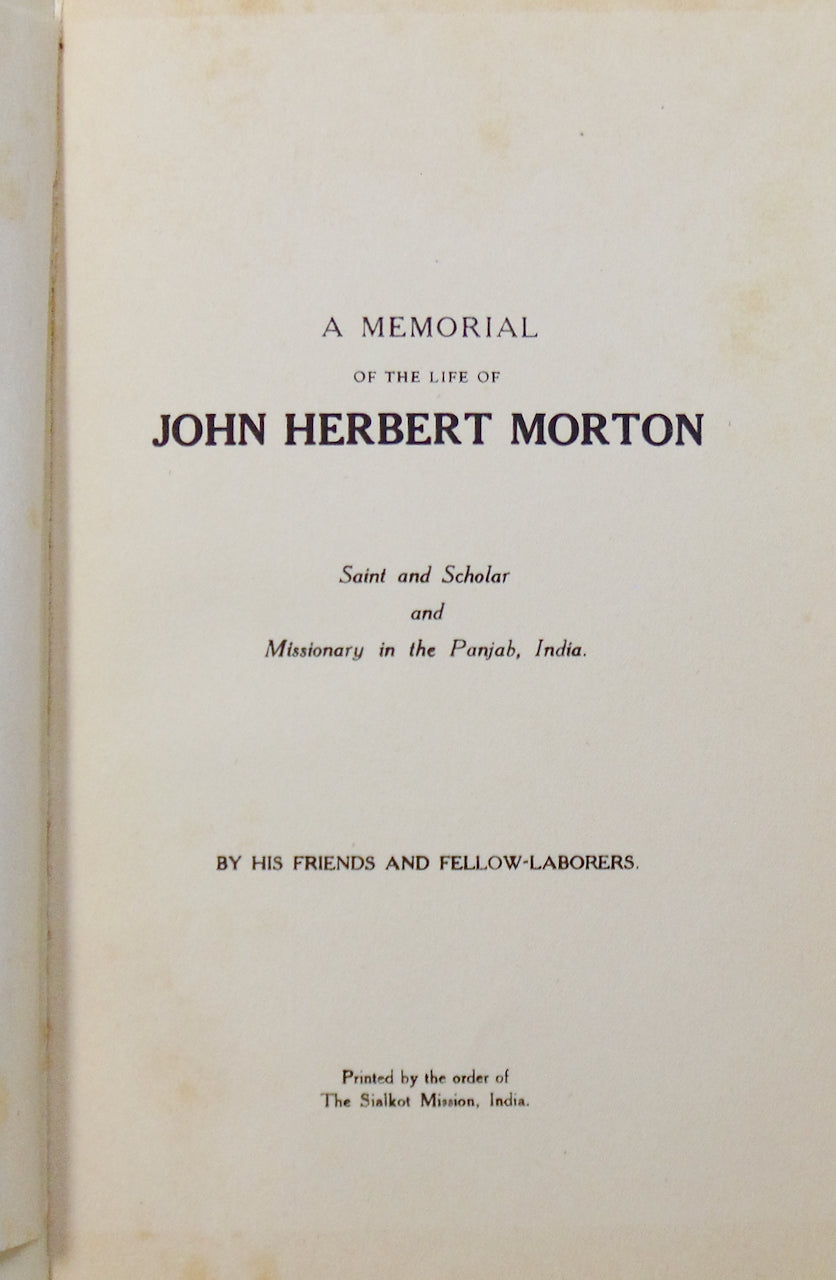 A MEMORIAL
OF THE LIFE OF
JOHN HERBERT MORTON
Saint and Scholar
and
Missionary in the Panjab, India.
BY HIS FRIENDS AND FELLOW-LABORERS.
Printed by the order of
The Sialkot Mission, India.